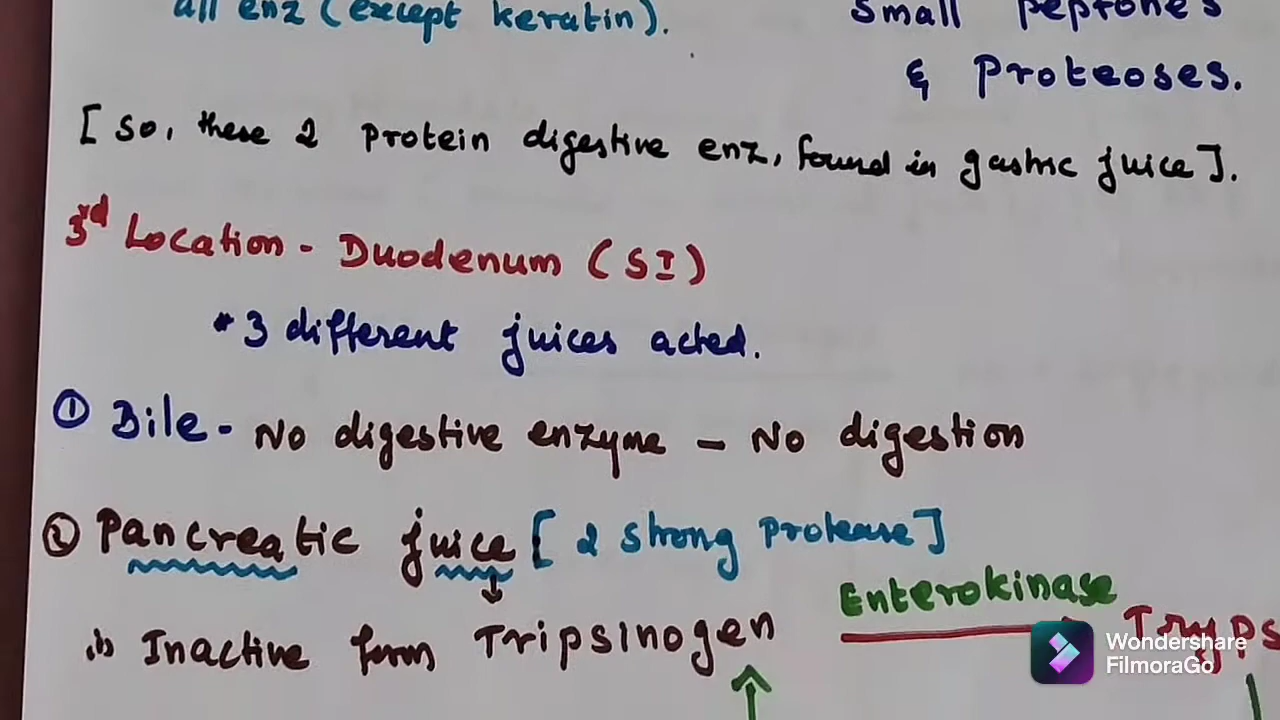 all enz (except keratin).
small peptones
& Proteoses.
[ so, these 2 protein digestive enz, found in gastric juice ].
3rd Location - Duodenum ( SI )
* 3 different juices acted.
① Bile - No digestive enzyme - No digestion
② Pancreatic juice [ 2 strong protease ]
Enterokinase
i) Inactive form Tripsinogen
Tryps
Wondershare
FilmoraGo